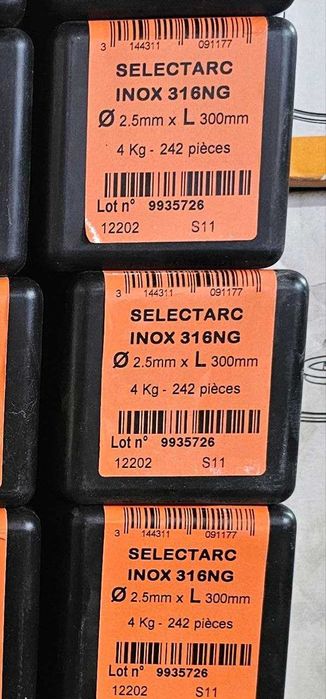 3 144311 091177
SELECTARC
INOX 316NG
Ø 2.5mm x L 300mm
4 Kg - 242 pièces
Lot n° 9935726
12202 S11
3 144311 091177
SELECTARC
INOX 316NG
Ø 2.5mm x L 300mm
4 Kg - 242 pièces
Lot n° 9935726
12202 S11
3 144311 091177
SELECTARC
INOX 316NG
Ø 2.5mm x L 300mm
4 Kg - 242 pièces
Lot n° 9935726
12202 S11